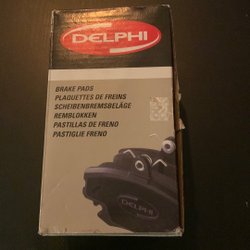 DELPHI
BRAKE PADS
PLAQUETTES DE FREINS
SCHEIBENBREMSBELÄGE
REMBLOKKEN
PASTILLAS DE FRENO
PASTIGLIE FRENO
DELPHI